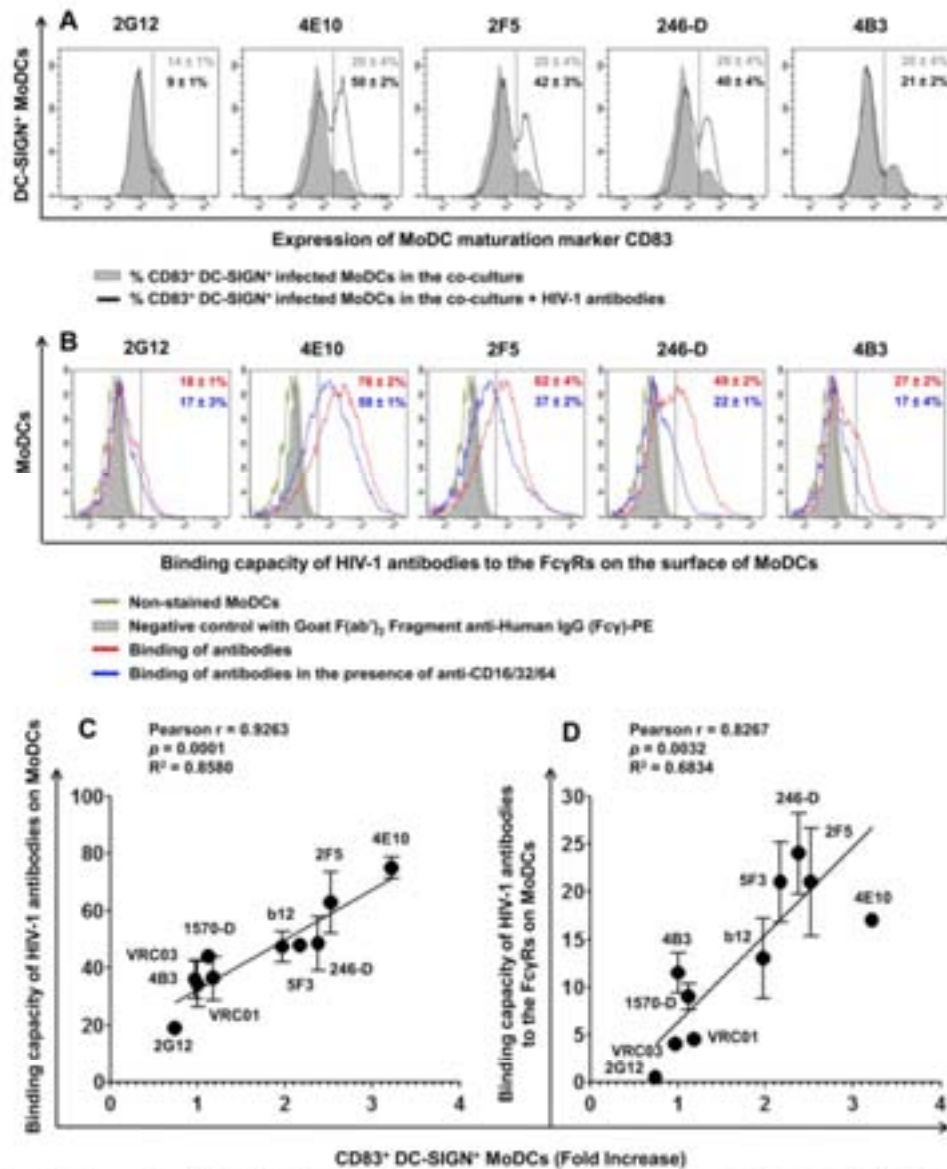 A
2G12
4E10
2F5
246-D
4B3
14 ± 1%
9 ± 1%
20 ± 4%
50 ± 2%
20 ± 4%
42 ± 3%
20 ± 4%
40 ± 4%
20 ± 4%
21 ± 2%
DC-SIGN⁺ MoDCs
Expression of MoDC maturation marker CD83
% CD83⁺ DC-SIGN⁺ infected MoDCs in the co-culture
% CD83⁺ DC-SIGN⁺ infected MoDCs in the co-culture + HIV-1 antibodies
B
2G12
4E10
2F5
246-D
4B3
18 ± 1%
17 ± 3%
76 ± 2%
58 ± 1%
62 ± 4%
37 ± 2%
49 ± 2%
22 ± 1%
27 ± 2%
17 ± 4%
MoDCs
Binding capacity of HIV-1 antibodies to the FcγRs on the surface of MoDCs
Non-stained MoDCs
Negative control with Goat F(ab')₂ Fragment anti-Human IgG (Fcγ)-PE
Binding of antibodies
Binding of antibodies in the presence of anti-CD16/32/64
C
Pearson r = 0.9263
p = 0.0001
R² = 0.8580
Binding capacity of HIV-1 antibodies on MoDCs
100
80
60
40
20
0
4E10
2F5
b12
1570-D
VRC03
4B3
5F3
246-D
VRC01
2G12
0 1 2 3 4
D
Pearson r = 0.8267
p = 0.0032
R² = 0.6834
Binding capacity of HIV-1 antibodies
to the FcγRs on MoDCs
30
25
20
15
10
5
0
246-D
2F5
5F3
4E10
b12
4B3
1570-D
VRC03
VRC01
2G12
0 1 2 3 4
CD83⁺ DC-SIGN⁺ MoDCs (Fold Increase)